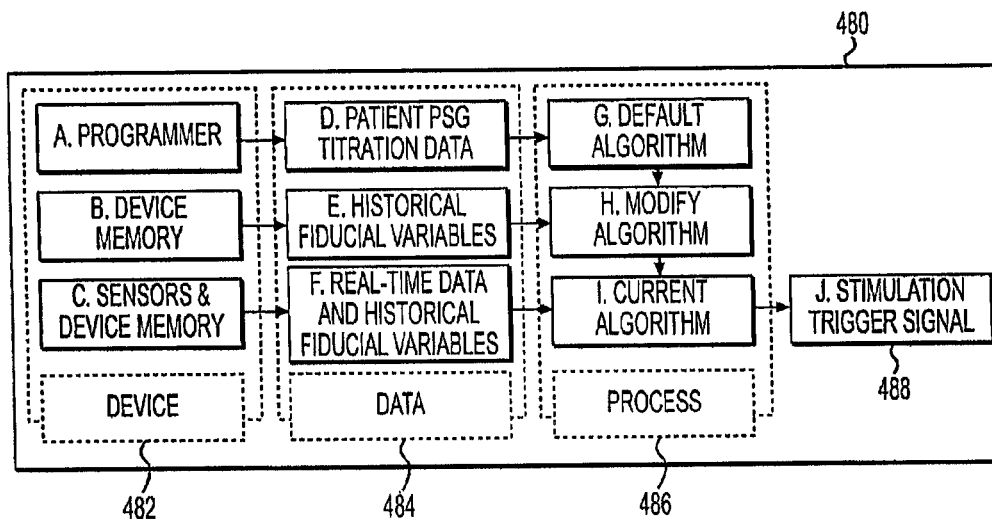 480
A. PROGRAMMER
D. PATIENT PSG
TITRATION DATA
G. DEFAULT
ALGORITHM
B. DEVICE
MEMORY
E. HISTORICAL
FIDUCIAL VARIABLES
H. MODIFY
ALGORITHM
C. SENSORS &
DEVICE MEMORY
F. REAL-TIME DATA
AND HISTORICAL
FIDUCIAL VARIABLES
I. CURRENT
ALGORITHM
J. STIMULATION
TRIGGER SIGNAL
488
DEVICE
DATA
PROCESS
482
484
486